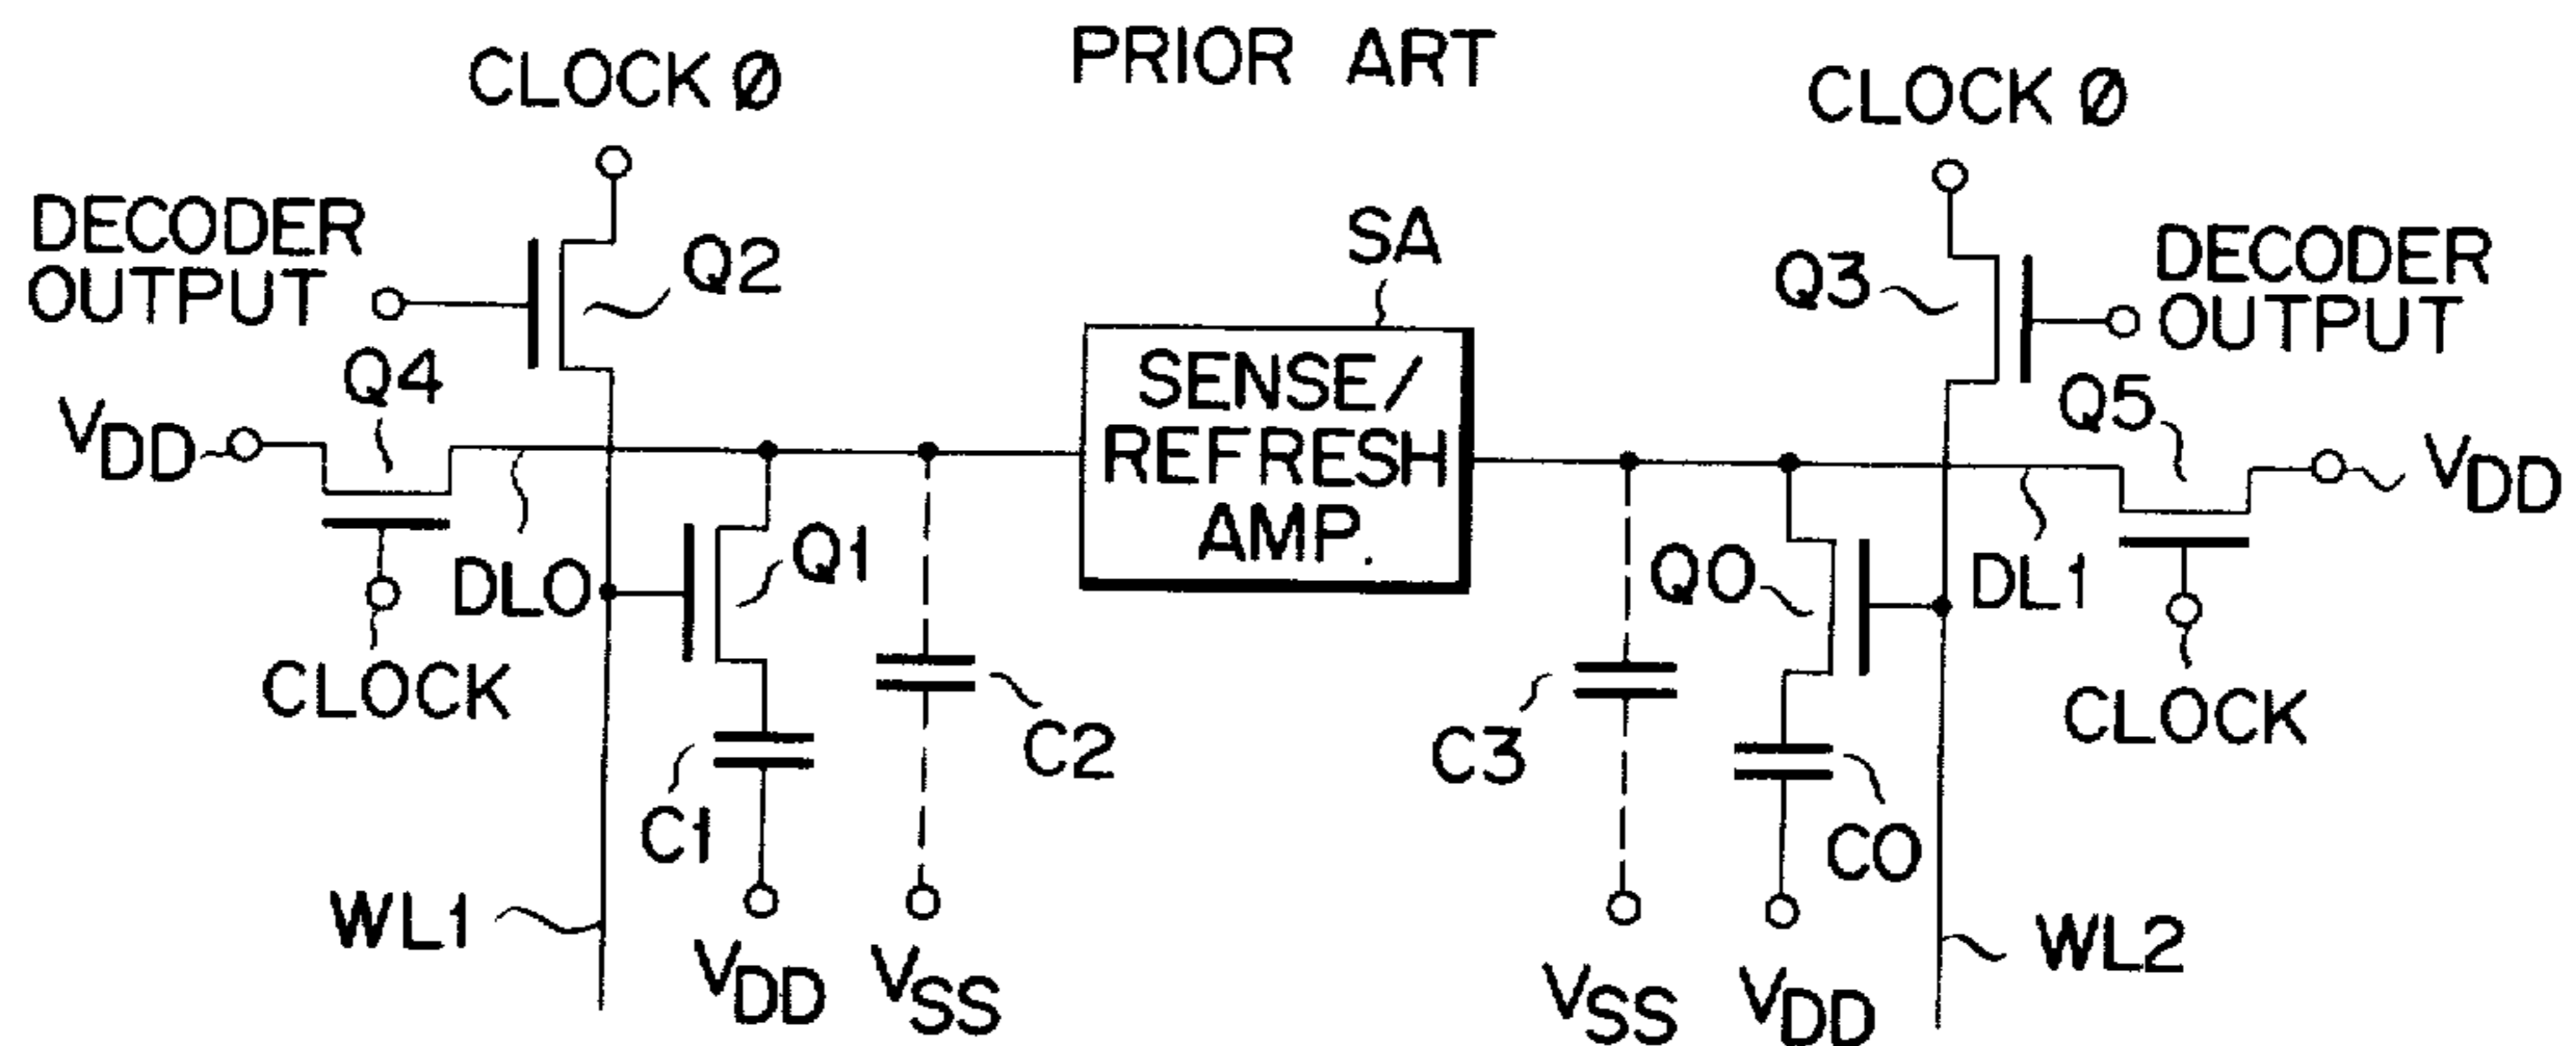 PRIOR ART
CLOCK Ø
CLOCK Ø
DECODER
OUTPUT
Q2
SA
Q3
DECODER
OUTPUT
Q4
VDD
SENSE/
REFRESH
AMP.
Q5
VDD
DL0
Q1
Q0
DL1
CLOCK
C2
C3
CLOCK
C1
C0
WL1
VDD
VSS
VSS
VDD
WL2